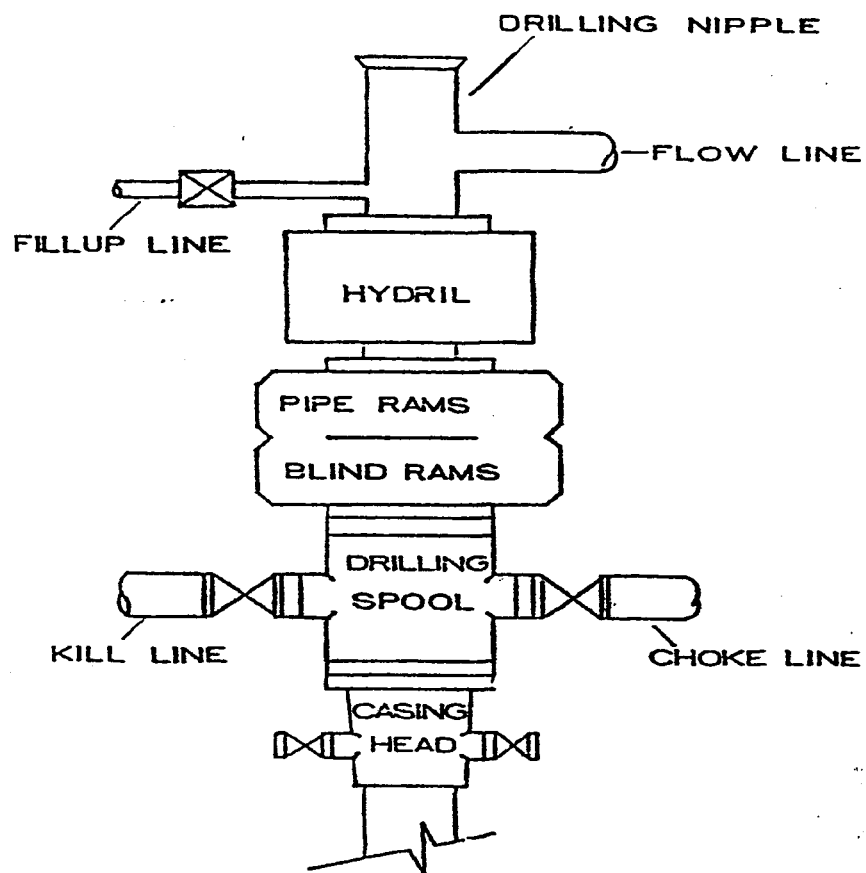 DRILLING NIPPLE
FLOW LINE
FILLUP LINE
HYDRIL
PIPE RAMS
BLIND RAMS
DRILLING
SPOOL
KILL LINE
CHOKE LINE
CASING
HEAD